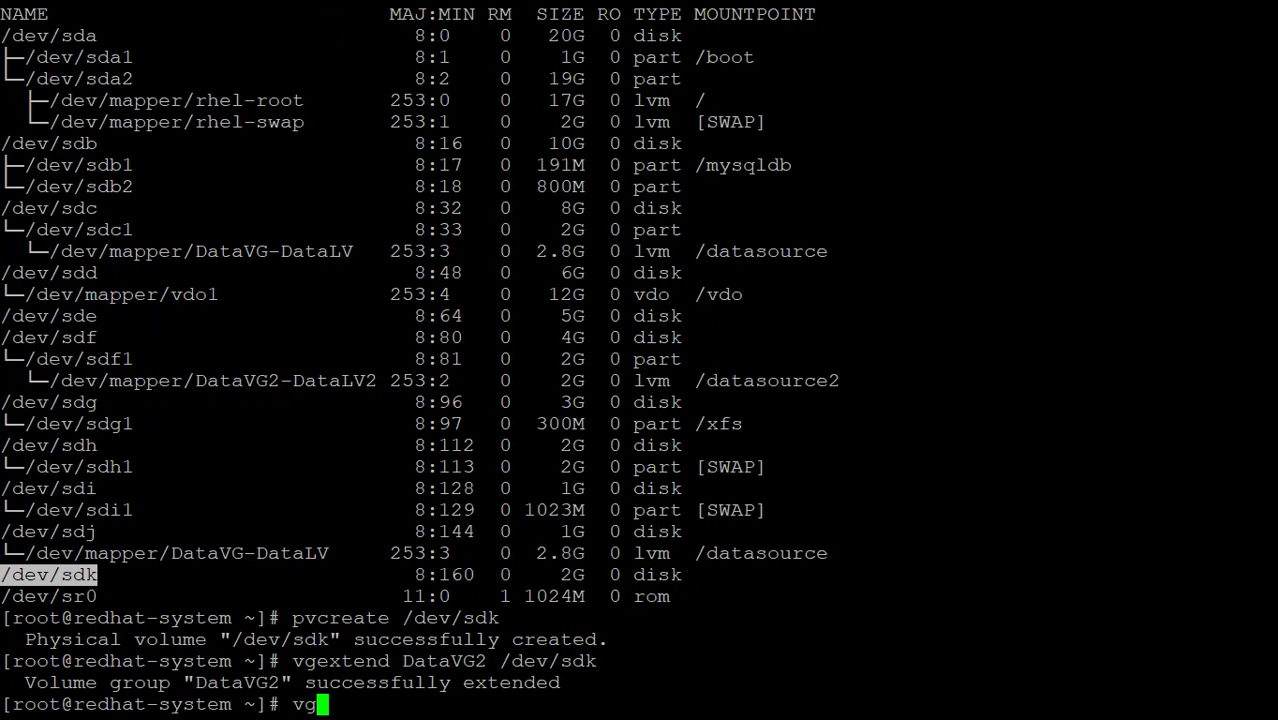 NAME                             MAJ:MIN RM  SIZE RO TYPE MOUNTPOINT
/dev/sda                           8:0    0   20G  0 disk
├─/dev/sda1                        8:1    0    1G  0 part /boot
└─/dev/sda2                        8:2    0   19G  0 part
  ├─/dev/mapper/rhel-root        253:0    0   17G  0 lvm  /
  └─/dev/mapper/rhel-swap        253:1    0    2G  0 lvm  [SWAP]
/dev/sdb                           8:16   0   10G  0 disk
├─/dev/sdb1                        8:17   0  191M  0 part /mysqldb
└─/dev/sdb2                        8:18   0  800M  0 part
/dev/sdc                           8:32   0    8G  0 disk
└─/dev/sdc1                        8:33   0    2G  0 part
  └─/dev/mapper/DataVG-DataLV    253:3    0  2.8G  0 lvm  /datasource
/dev/sdd                           8:48   0    6G  0 disk
└─/dev/mapper/vdo1               253:4    0   12G  0 vdo  /vdo
/dev/sde                           8:64   0    5G  0 disk
/dev/sdf                           8:80   0    4G  0 disk
└─/dev/sdf1                        8:81   0    2G  0 part
  └─/dev/mapper/DataVG2-DataLV2 253:2    0    2G  0 lvm  /datasource2
/dev/sdg                           8:96   0    3G  0 disk
└─/dev/sdg1                        8:97   0  300M  0 part /xfs
/dev/sdh                           8:112  0    2G  0 disk
└─/dev/sdh1                        8:113  0    2G  0 part [SWAP]
/dev/sdi                           8:128  0    1G  0 disk
└─/dev/sdi1                        8:129  0 1023M  0 part [SWAP]
/dev/sdj                           8:144  0    1G  0 disk
└─/dev/mapper/DataVG-DataLV      253:3    0  2.8G  0 lvm  /datasource
/dev/sdk                           8:160  0    2G  0 disk
/dev/sr0                          11:0    1 1024M  0 rom
[root@redhat-system ~]# pvcreate /dev/sdk
  Physical volume "/dev/sdk" successfully created.
[root@redhat-system ~]# vgextend DataVG2 /dev/sdk
  Volume group "DataVG2" successfully extended
[root@redhat-system ~]# vg